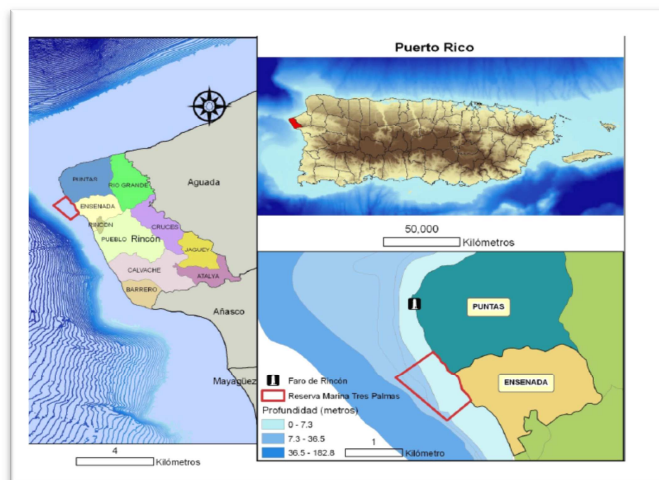 Aguada
PUNTAS
RIO GRANDE
ENSENADA
RINCON
CRUCES
PUEBLO
Rincón
JAGUEY
CALVACHE
ATALYA
BARRERO
Añasco
Mayagüez
4
Kilómetros
Puerto Rico
50,000
Kilómetros
PUNTAS
ENSENADA
Faro de Rincón
Reserva Marina Tres Palmas
Profundidad (metros)
0 - 7.3
7.3 - 36.5
36.5 - 182.8
1
Kilómetro